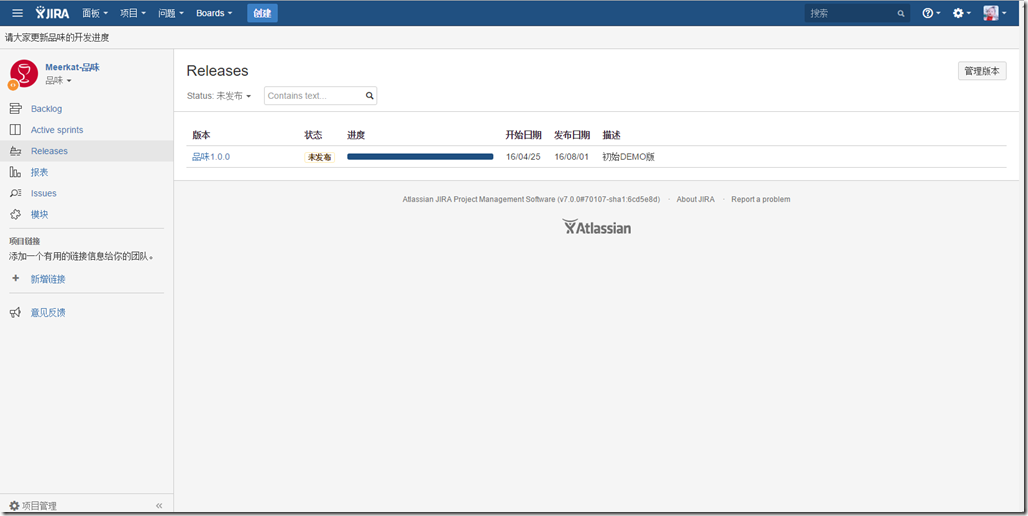 JIRA 面板 项目 问题 Boards 创建 搜索
请大家更新品味的开发进度
Meerkat-品味
品味
Backlog
Active sprints
Releases
报表
Issues
模块
项目链接
添加一个有用的链接信息给你的团队。
+ 新增链接
意见反馈
项目管理 «
Releases
管理版本
Status: 未发布 Contains text...
版本 状态 进度 开始日期 发布日期 描述
品味1.0.0 未发布 16/04/25 16/08/01 初始DEMO版
Atlassian JIRA Project Management Software (v7.0.0#70107-sha1:6cd5e8d) · About JIRA · Report a problem
Atlassian